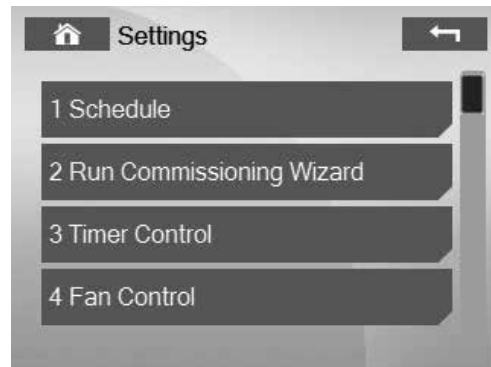 Settings
1 Schedule
2 Run Commissioning Wizard
3 Timer Control
4 Fan Control